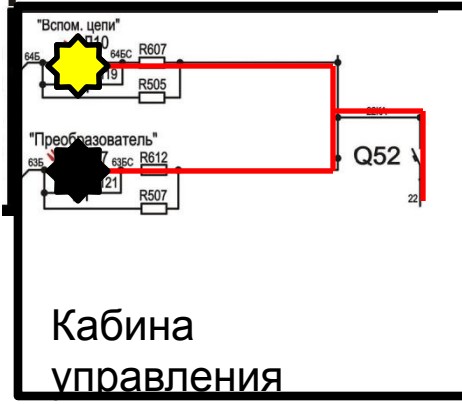 "Вспом. цепи"
64Б 64БС R607
R505
"Преобразователь"
63Б 63БС R612
R507
Q52
22
Кабина
управления